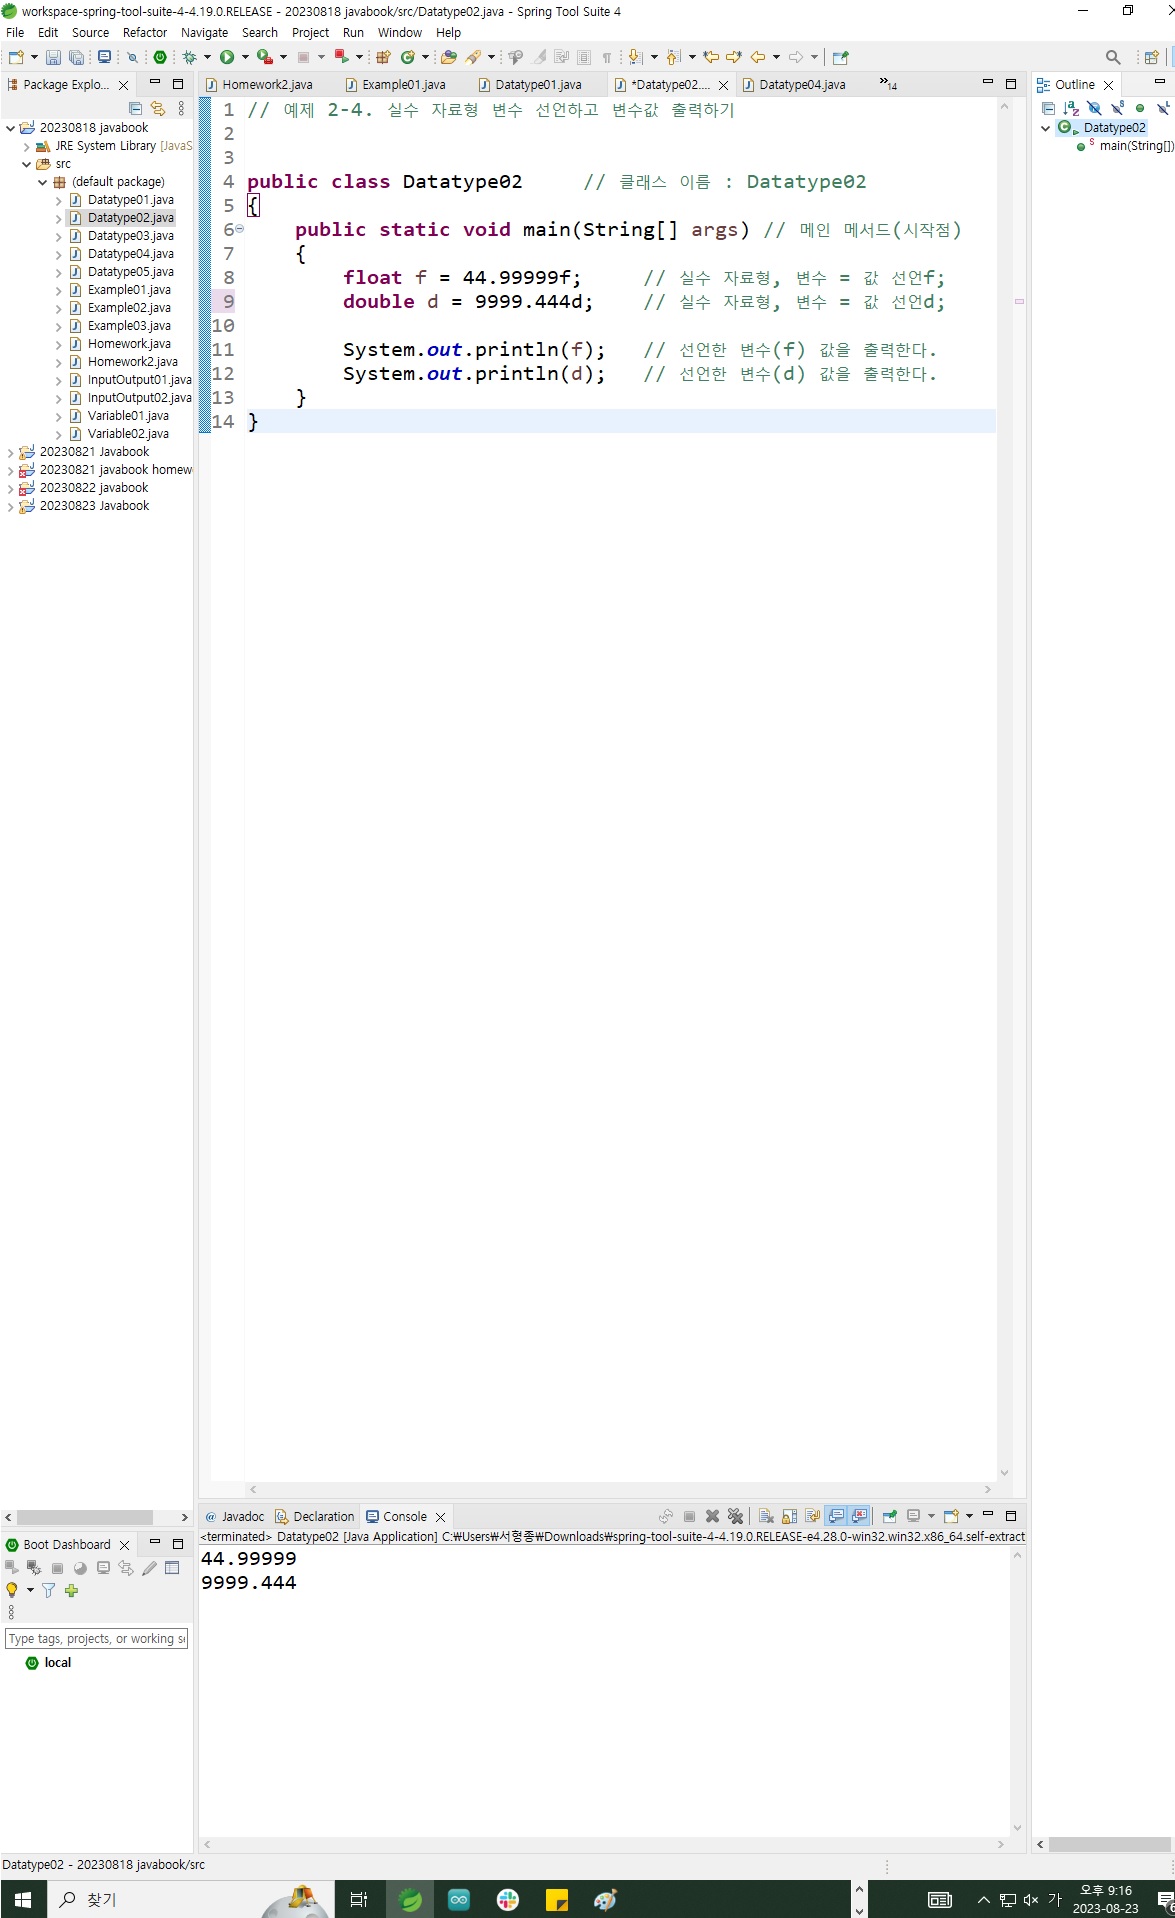 workspace-spring-tool-suite-4-4.19.0.RELEASE - 20230818 javabook/src/Datatype02.java - Spring Tool Suite 4
File Edit Source Refactor Navigate Search Project Run Window Help
Package Explo...
20230818 javabook
JRE System Library [JavaS
src
(default package)
Datatype01.java
Datatype02.java
Datatype03.java
Datatype04.java
Datatype05.java
Example01.java
Example02.java
Example03.java
Homework.java
Homework2.java
InputOutput01.java
InputOutput02.java
Variable01.java
Variable02.java
20230821 Javabook
20230821 javabook homew
20230822 javabook
20230823 Javabook
Homework2.java Example01.java Datatype01.java *Datatype02.... Datatype04.java »14
1 // 예제 2-4. 실수 자료형 변수 선언하고 변수값 출력하기
2
3
4 public class Datatype02 // 클래스 이름 : Datatype02
5 {
6 public static void main(String[] args) // 메인 메서드(시작점)
7 {
8 float f = 44.99999f; // 실수 자료형, 변수 = 값 선언f;
9 double d = 9999.444d; // 실수 자료형, 변수 = 값 선언d;
10
11 System.out.println(f); // 선언한 변수(f) 값을 출력한다.
12 System.out.println(d); // 선언한 변수(d) 값을 출력한다.
13 }
14 }
Outline
Datatype02
main(String[])
@ Javadoc Declaration Console
<terminated> Datatype02 [Java Application] C:₩Users₩서형종₩Downloads₩spring-tool-suite-4-4.19.0.RELEASE-e4.28.0-win32.win32.x86_64.self-extract
44.99999
9999.444
Boot Dashboard
Type tags, projects, or working s
local
Datatype02 - 20230818 javabook/src
찾기
가
오후 9:16
2023-08-23